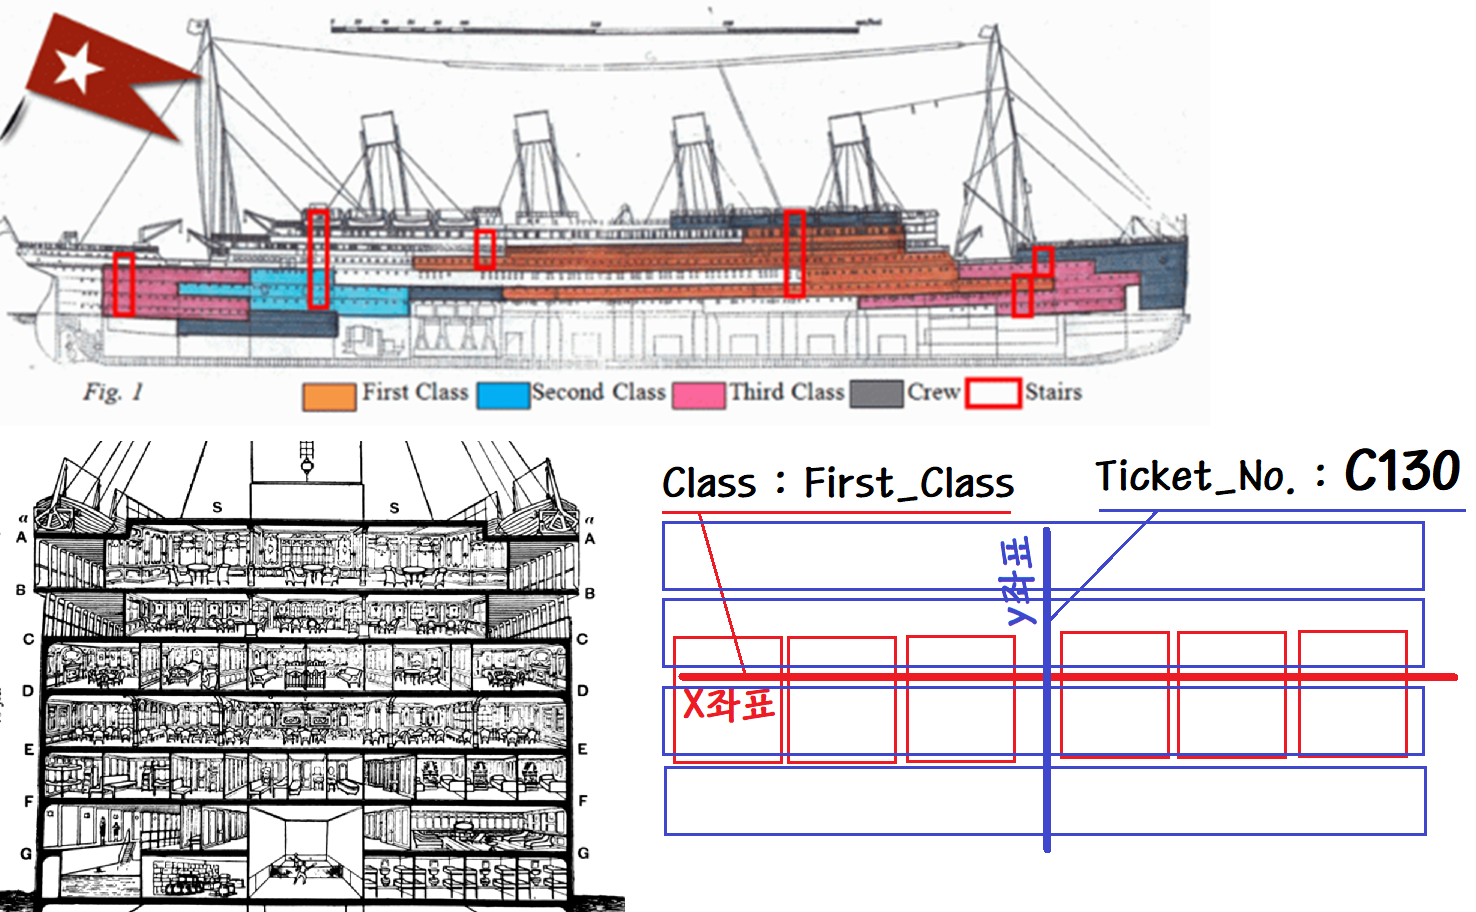 Fig. 1
First Class
Second Class
Third Class
Crew
Stairs
S S
a a
A A
B B
C C
D D
E E
F F
G G
Class : First_Class
Ticket_No. : C130
y좌표
X좌표